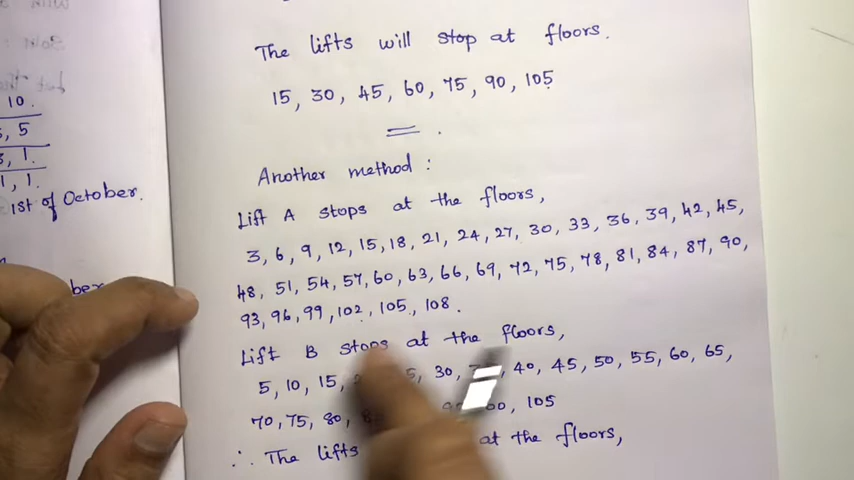 10.
, 5
, 1.
1, 1.
1st of October.
ber
The lifts will stop at floors.
15, 30, 45, 60, 75, 90, 105.
Another method :
Lift A stops at the floors,
3, 6, 9, 12, 15, 18, 21, 24, 27, 30, 33, 36, 39, 42, 45,
48, 51, 54, 57, 60, 63, 66, 69, 72, 75, 78, 81, 84, 87, 90,
93, 96, 99, 102, 105, 108.
Lift B stops at the floors,
5, 10, 15, 30, 40, 45, 50, 55, 60, 65,
70, 75, 80, 105
∴ The lifts at the floors,